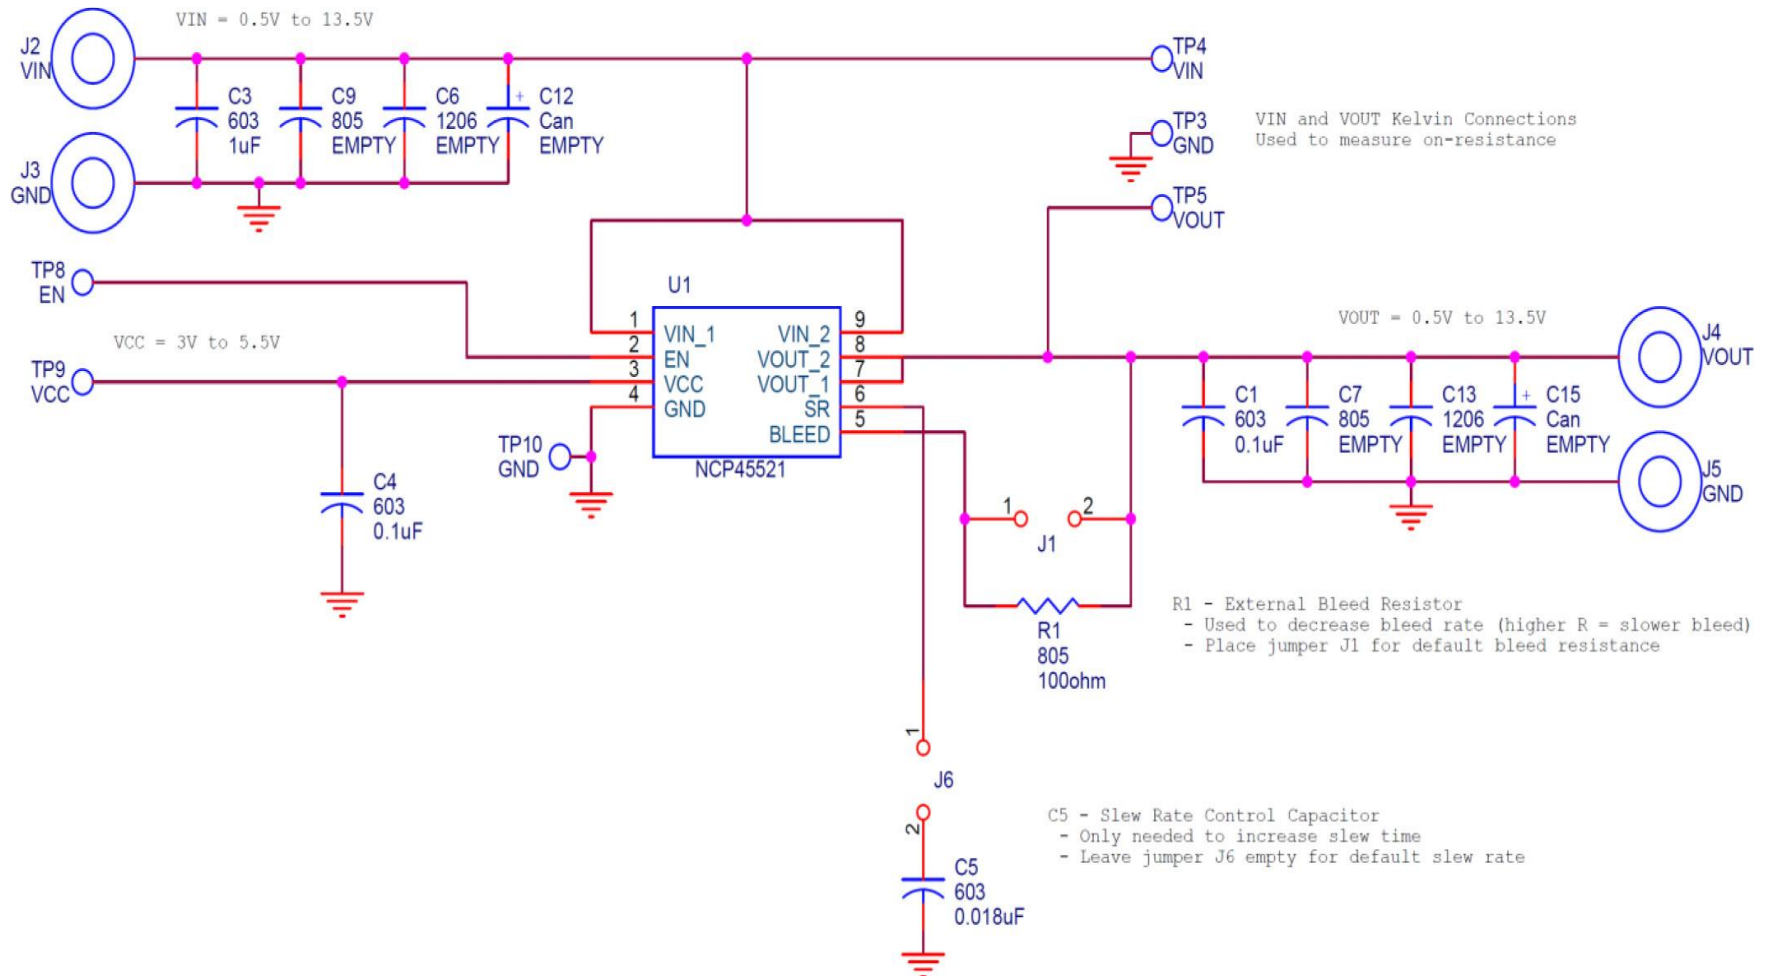 VIN = 0.5V to 13.5V
J2
VIN
TP4
VIN
C3
603
1uF
C9
805
EMPTY
C6
1206
EMPTY
+
C12
Can
EMPTY
TP3
GND
VIN and VOUT Kelvin Connections
Used to measure on-resistance
J3
GND
TP5
VOUT
TP8
EN
U1
VCC = 3V to 5.5V
TP9
VCC
1
VIN_1
2
EN
3
VCC
4
GND
VIN_2
9
VOUT_2
8
VOUT_1
7
SR
6
BLEED
5
NCP45521
TP10
GND
VOUT = 0.5V to 13.5V
J4
VOUT
C1
603
0.1uF
C7
805
EMPTY
C13
1206
EMPTY
+
C15
Can
EMPTY
J5
GND
C4
603
0.1uF
1
2
J1
R1
805
100ohm
R1 - External Bleed Resistor
- Used to decrease bleed rate (higher R = slower bleed)
- Place jumper J1 for default bleed resistance
1
J6
2
C5
603
0.018uF
C5 - Slew Rate Control Capacitor
- Only needed to increase slew time
- Leave jumper J6 empty for default slew rate